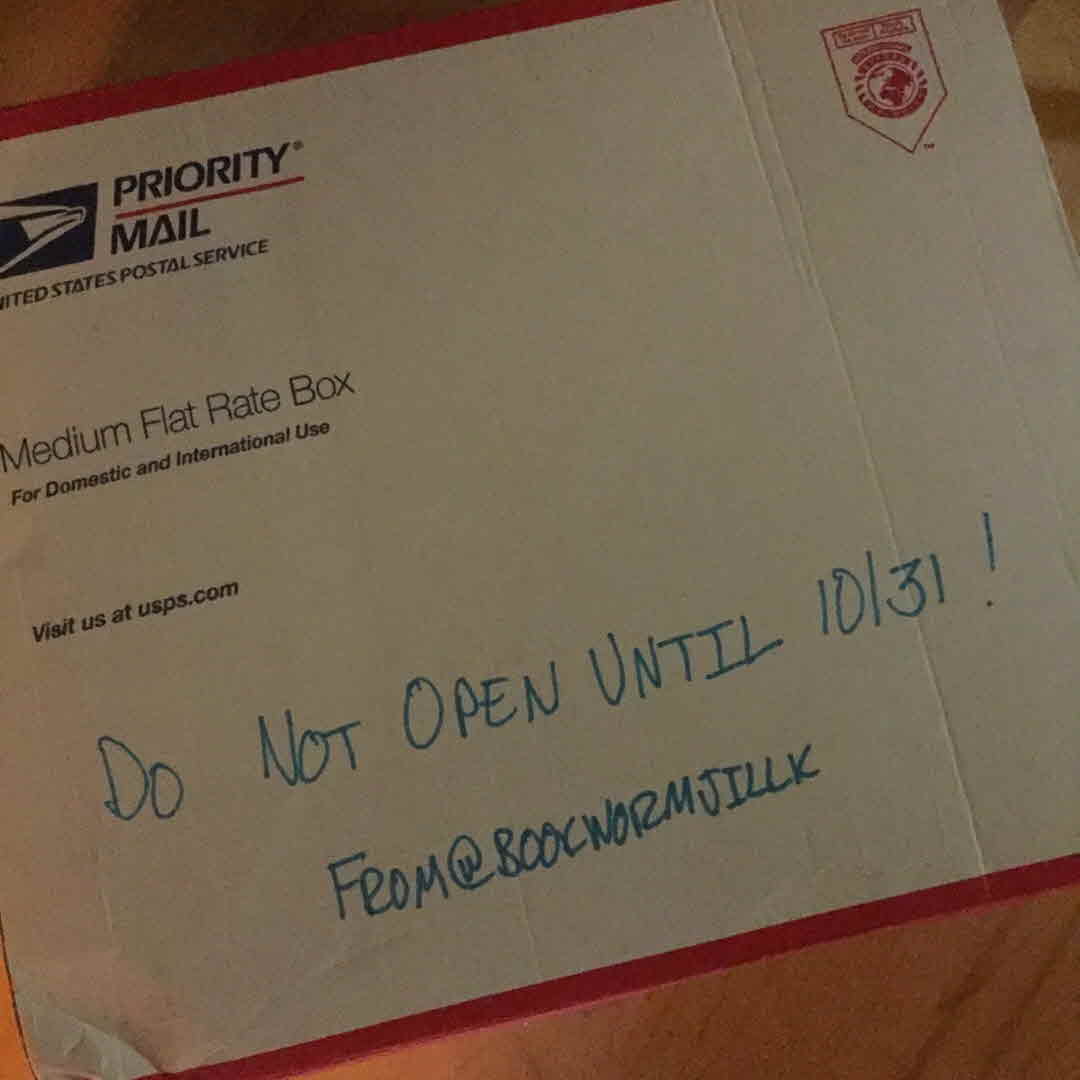 PRIORITY®
MAIL
UNITED STATES POSTAL SERVICE
Medium Flat Rate Box
For Domestic and International Use
Visit us at usps.com
DO NOT OPEN UNTIL 10/31!
FROM@BOOKWORMJILLK
TM